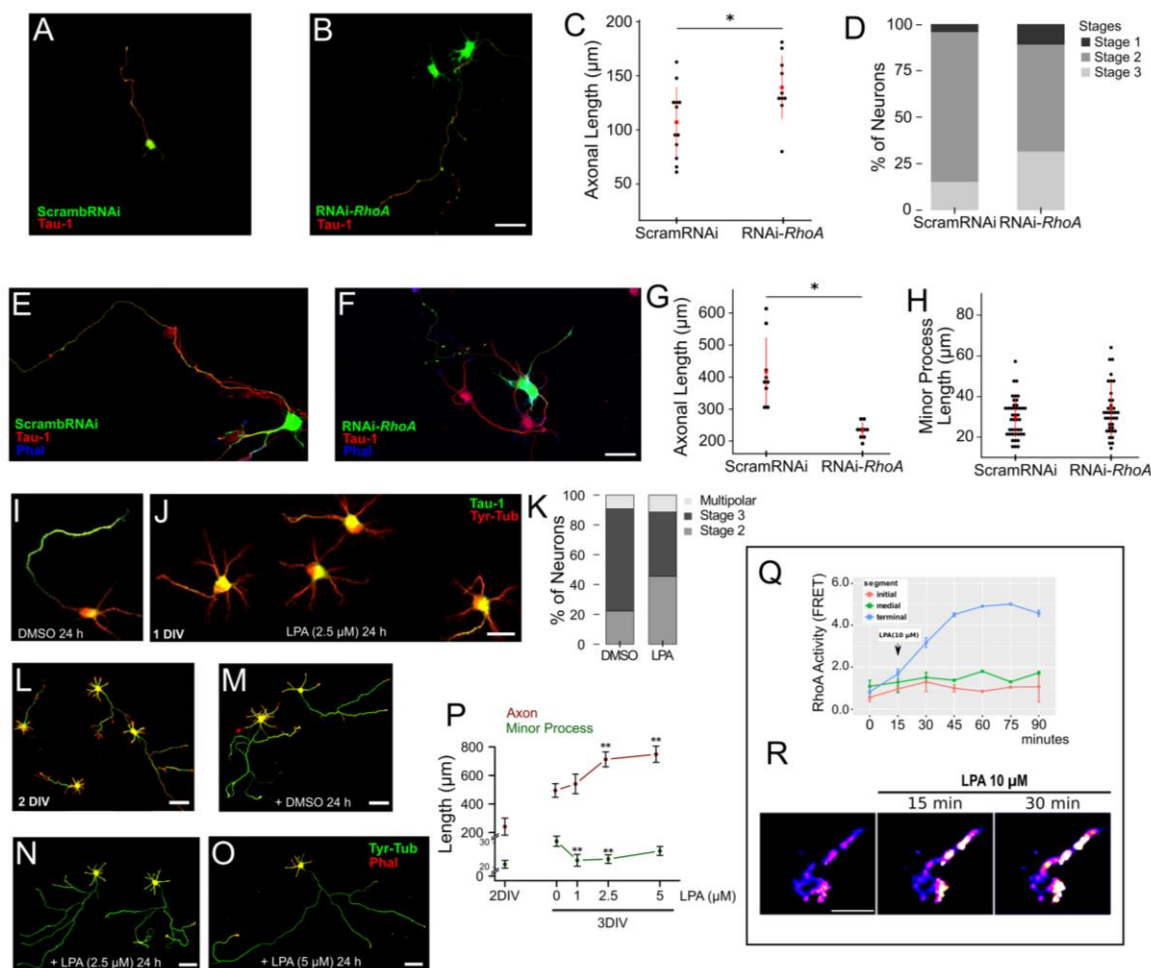 A
ScrambRNAi
Tau-1
B
RNAi-RhoA
Tau-1
C
Axonal Length (µm)
200
150
100
50
*
ScramRNAi
RNAi-RhoA
D
% of Neurons
100
75
50
25
0
ScramRNAi
RNAi-RhoA
Stages
Stage 1
Stage 2
Stage 3
E
ScrambRNAi
Tau-1
Phal
F
RNAi-RhoA
Tau-1
Phal
G
Axonal Length (µm)
600
500
400
300
200
*
ScramRNAi
RNAi-RhoA
H
Minor Process
Length (µm)
80
60
40
20
ScramRNAi
RNAi-RhoA
I
DMSO 24 h
J
Tau-1
Tyr-Tub
1 DIV
LPA (2.5 µM) 24 h
K
% of Neurons
100
80
60
40
20
0
DMSO
LPA
Multipolar
Stage 3
Stage 2
L
2 DIV
M
+ DMSO 24 h
N
+ LPA (2.5 µM) 24 h
O
Tyr-Tub
Phal
+ LPA (5 µM) 24 h
P
Axon
Minor Process
Length (µm)
800
600
400
200
30
20
0
**
**
**
**
2DIV
0
1
2.5
5
LPA (µM)
3DIV
Q
RhoA Activity (FRET)
6.0
4.0
2.0
0
segment
initial
medial
terminal
LPA(10 µM)
0
15
30
45
60
75
90
minutes
R
LPA 10 µM
15 min
30 min